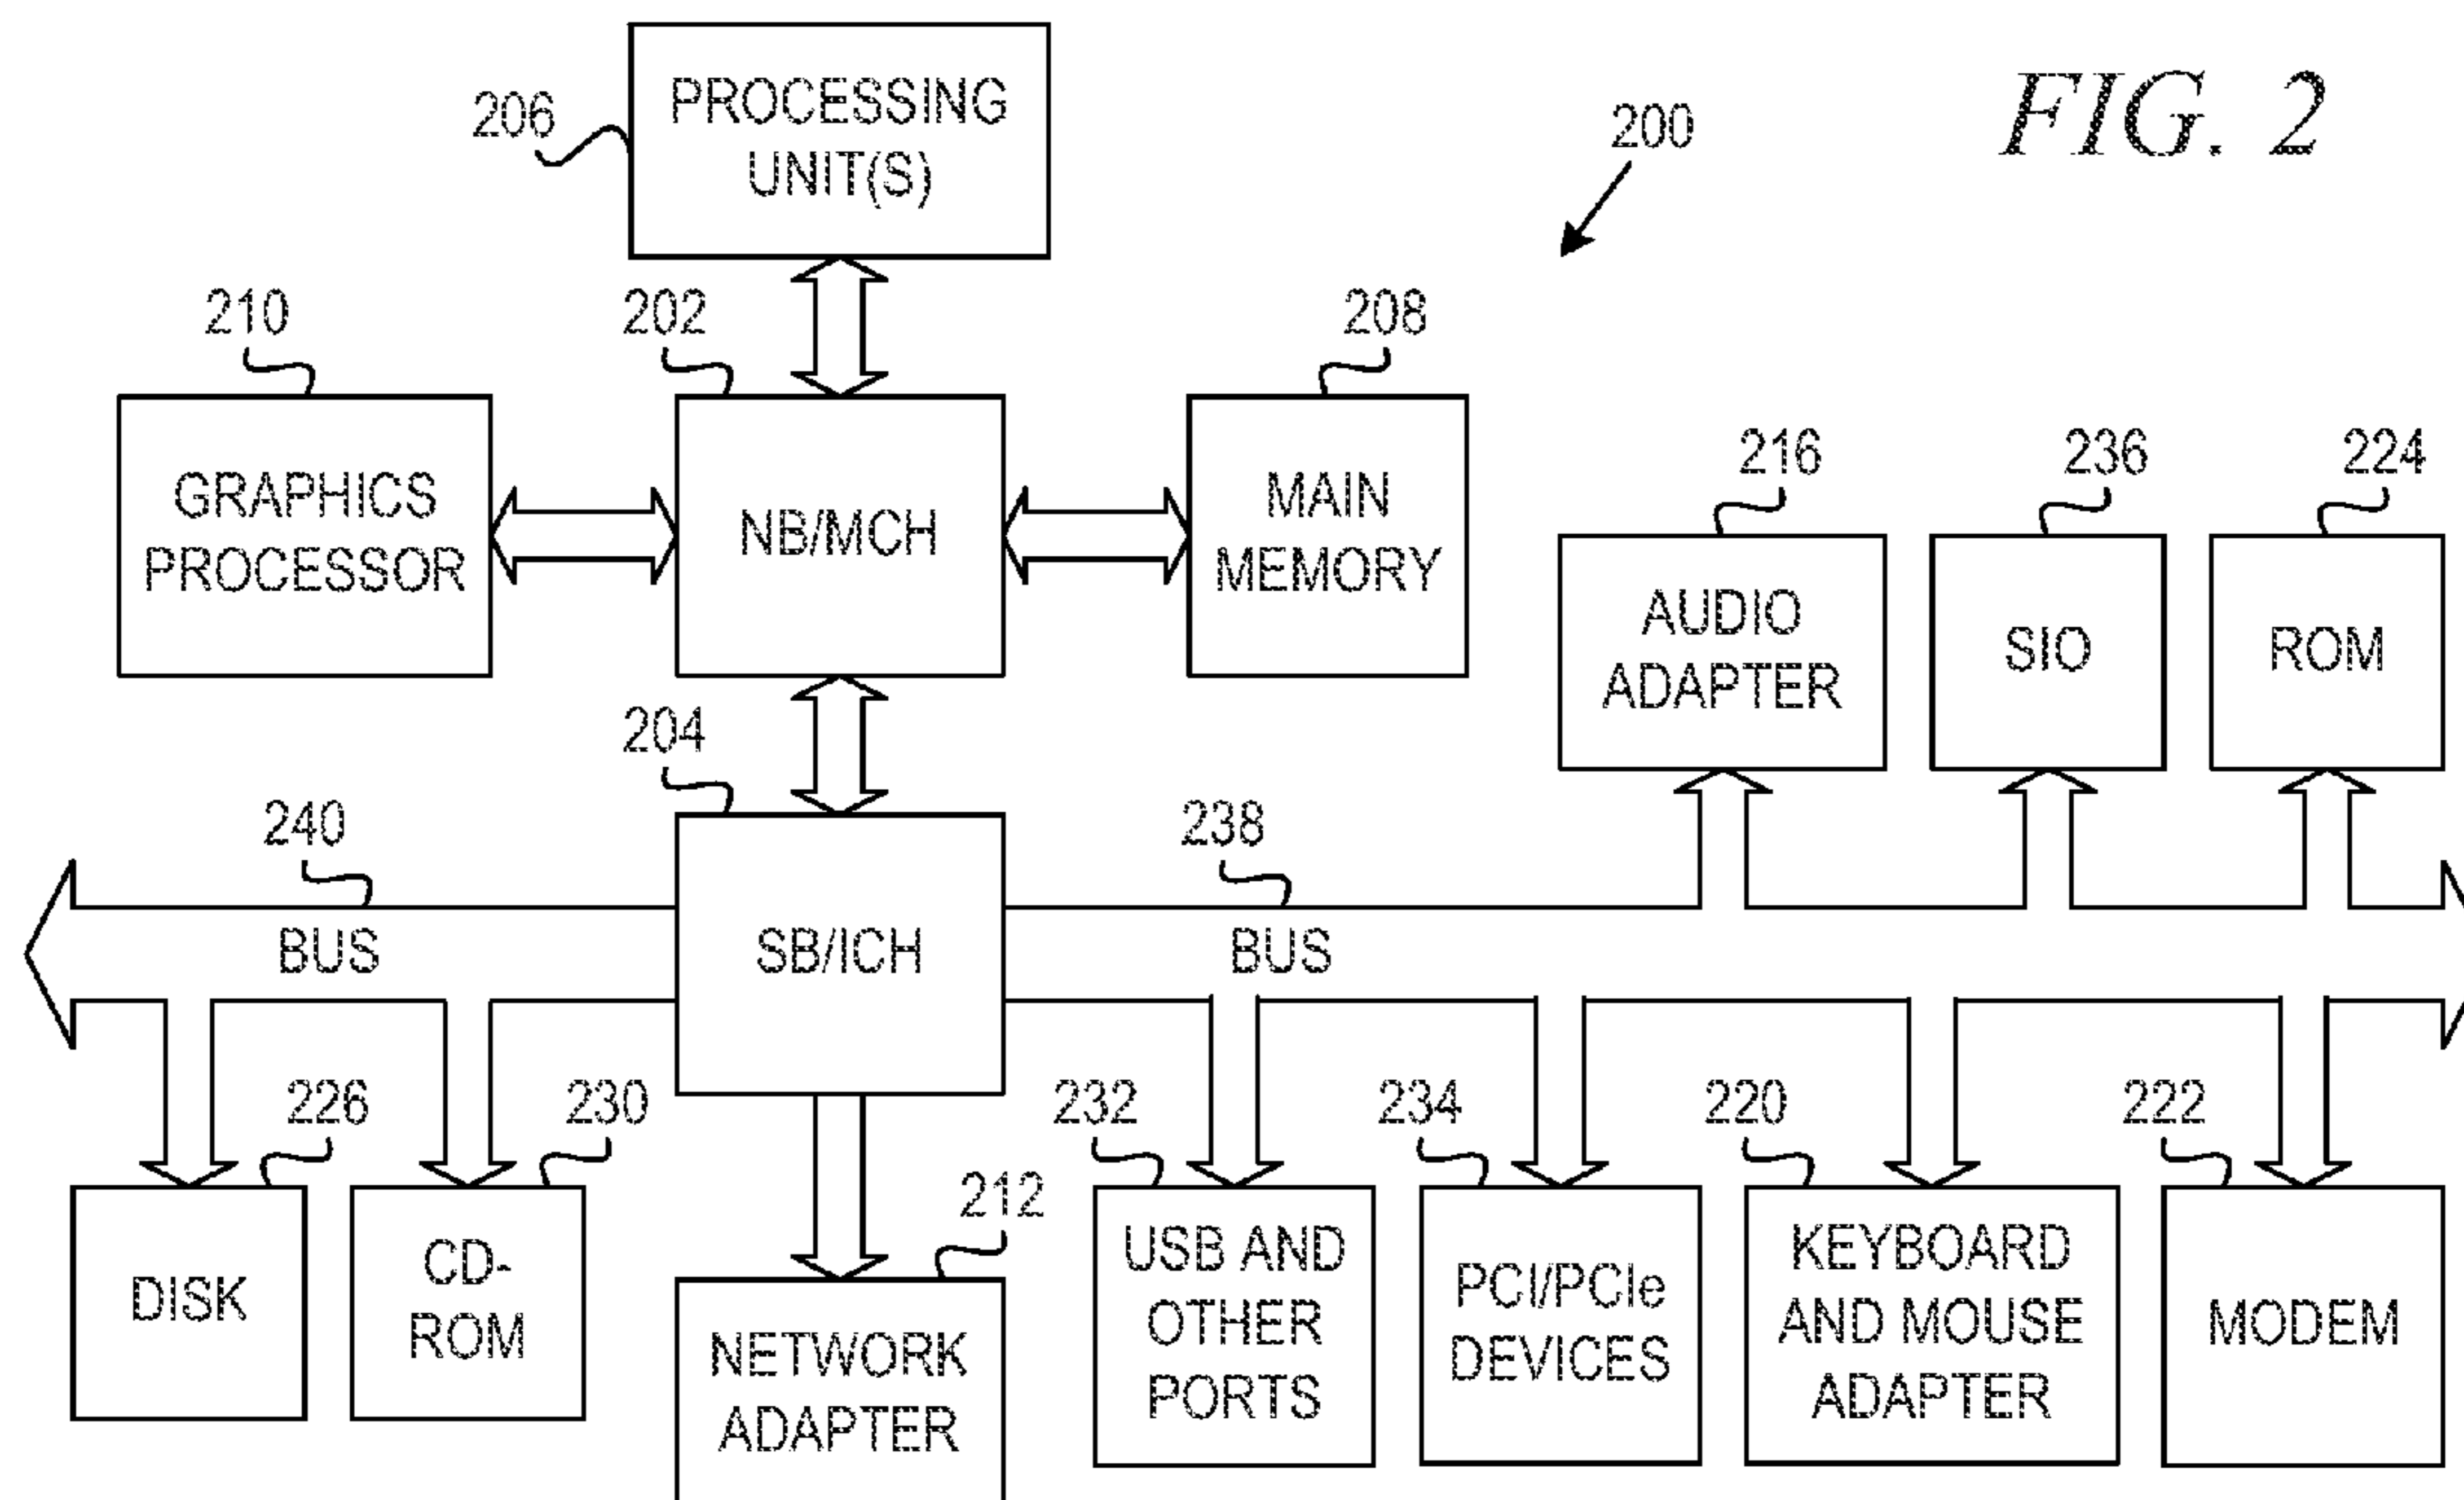 FIG. 2
200
206
PROCESSING
UNIT(S)
210
202
208
GRAPHICS
PROCESSOR
NB/MCH
MAIN
MEMORY
216
236
224
AUDIO
ADAPTER
SIO
ROM
204
240
238
BUS
SB/ICH
BUS
226
230
232
234
220
222
212
DISK
CD-
ROM
NETWORK
ADAPTER
USB AND
OTHER
PORTS
PCI/PCIe
DEVICES
KEYBOARD
AND MOUSE
ADAPTER
MODEM